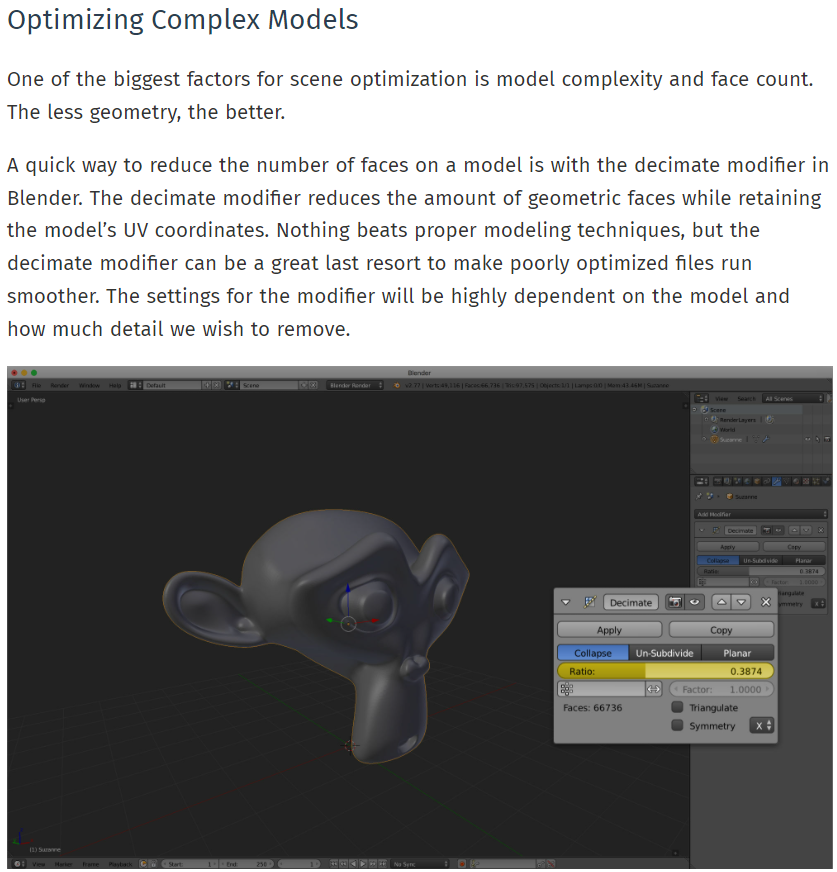 Optimizing Complex Models
One of the biggest factors for scene optimization is model complexity and face count.
The less geometry, the better.
A quick way to reduce the number of faces on a model is with the decimate modifier in
Blender. The decimate modifier reduces the amount of geometric faces while retaining
the model’s UV coordinates. Nothing beats proper modeling techniques, but the
decimate modifier can be a great last resort to make poorly optimized files run
smoother. The settings for the modifier will be highly dependent on the model and
how much detail we wish to remove.
Blender
File Render Window Help Default Scene Blender Render
User Persp
View Search All Scenes
Scene
RenderLayers
World
Suzanne
Suzanne
Add Modifier
Decimate
Apply Copy
Collapse Un-Subdivide Planar
Ratio: 0.3874
Decimate
Apply Copy
Collapse Un-Subdivide Planar
Ratio: 0.3874
Factor: 1.0000
Faces: 66736 Triangulate
Symmetry X
(1) Suzanne
View Marker Frame Playback Start: 1 End: 250 1 No Sync